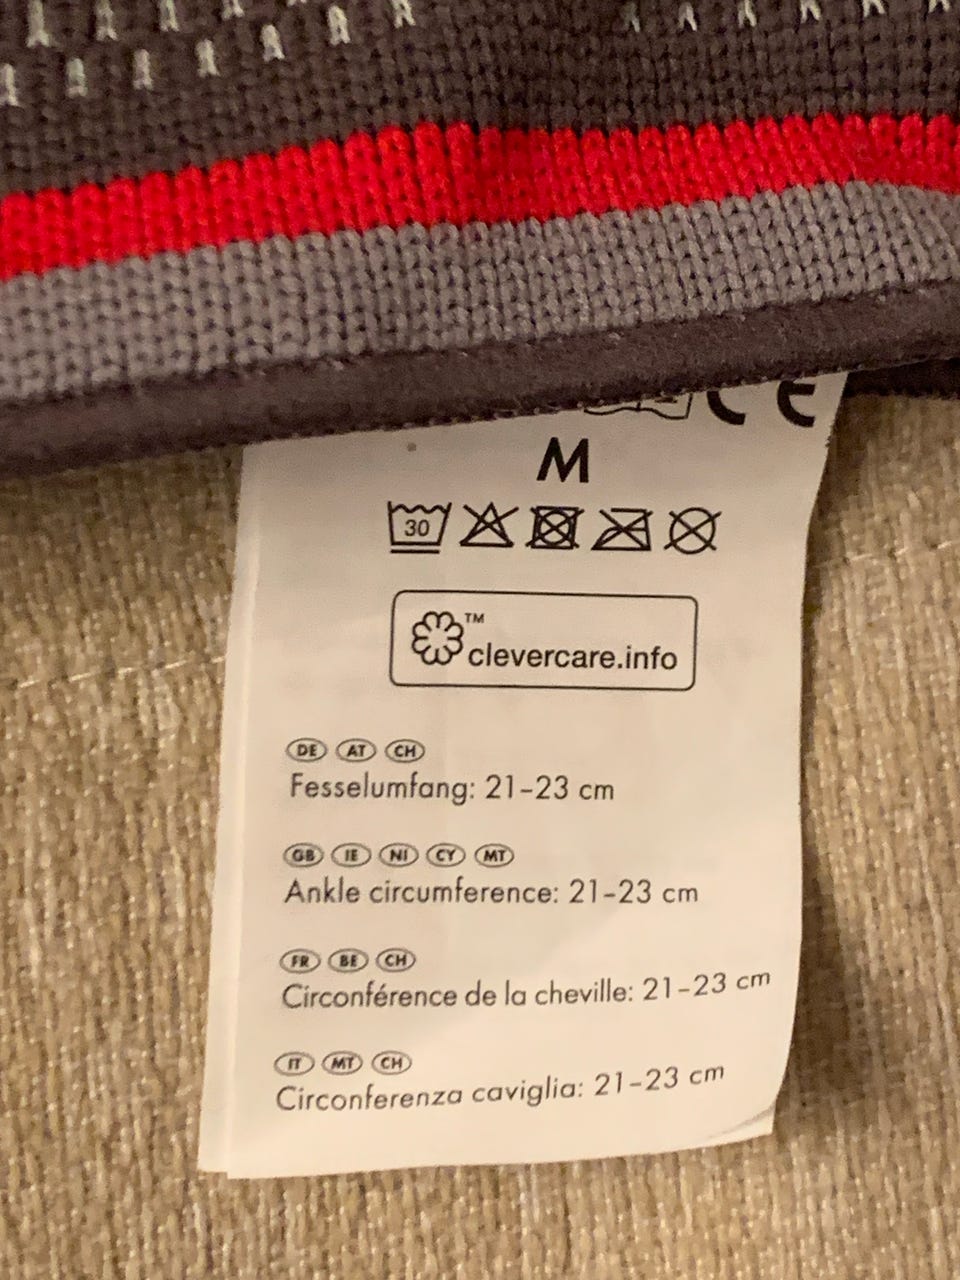 CE
M
30
TM
clevercare.info
DE AT CH
Fesselumfang: 21–23 cm
GB IE NI CY MT
Ankle circumference: 21–23 cm
FR BE CH
Circonférence de la cheville: 21–23 cm
IT MT CH
Circonferenza caviglia: 21–23 cm